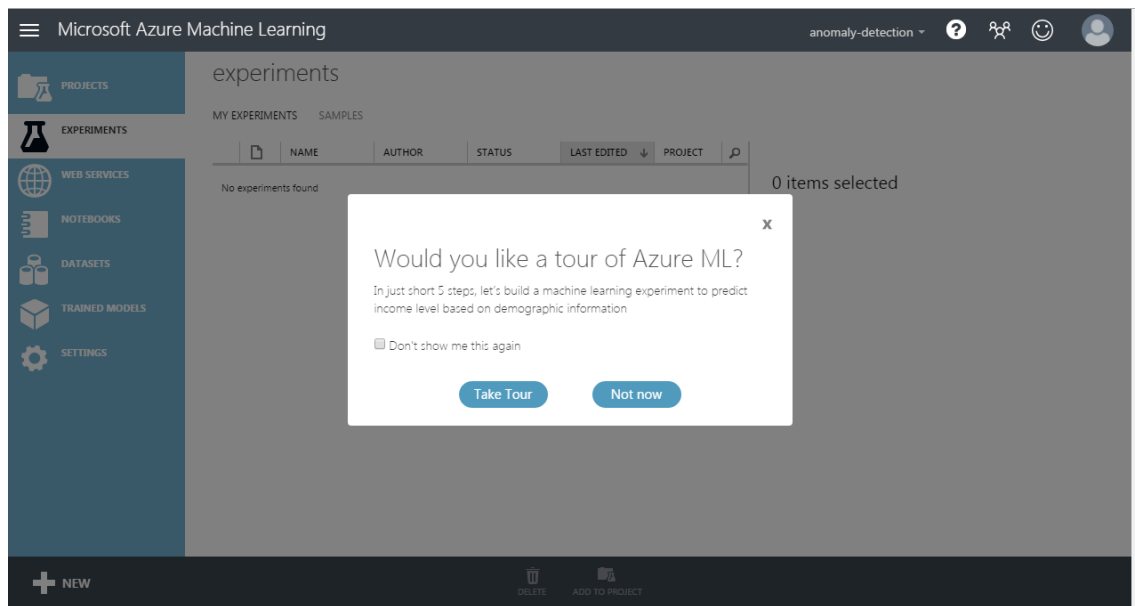 Microsoft Azure Machine Learning
anomaly-detection
?
PROJECTS
EXPERIMENTS
WEB SERVICES
NOTEBOOKS
DATASETS
TRAINED MODELS
SETTINGS
experiments
MY EXPERIMENTS SAMPLES
NAME AUTHOR STATUS LAST EDITED PROJECT
No experiments found
0 items selected
x
Would you like a tour of Azure ML?
In just short 5 steps, let's build a machine learning experiment to predict
income level based on demographic information
Don't show me this again
Take Tour Not now
NEW
DELETE ADD TO PROJECT